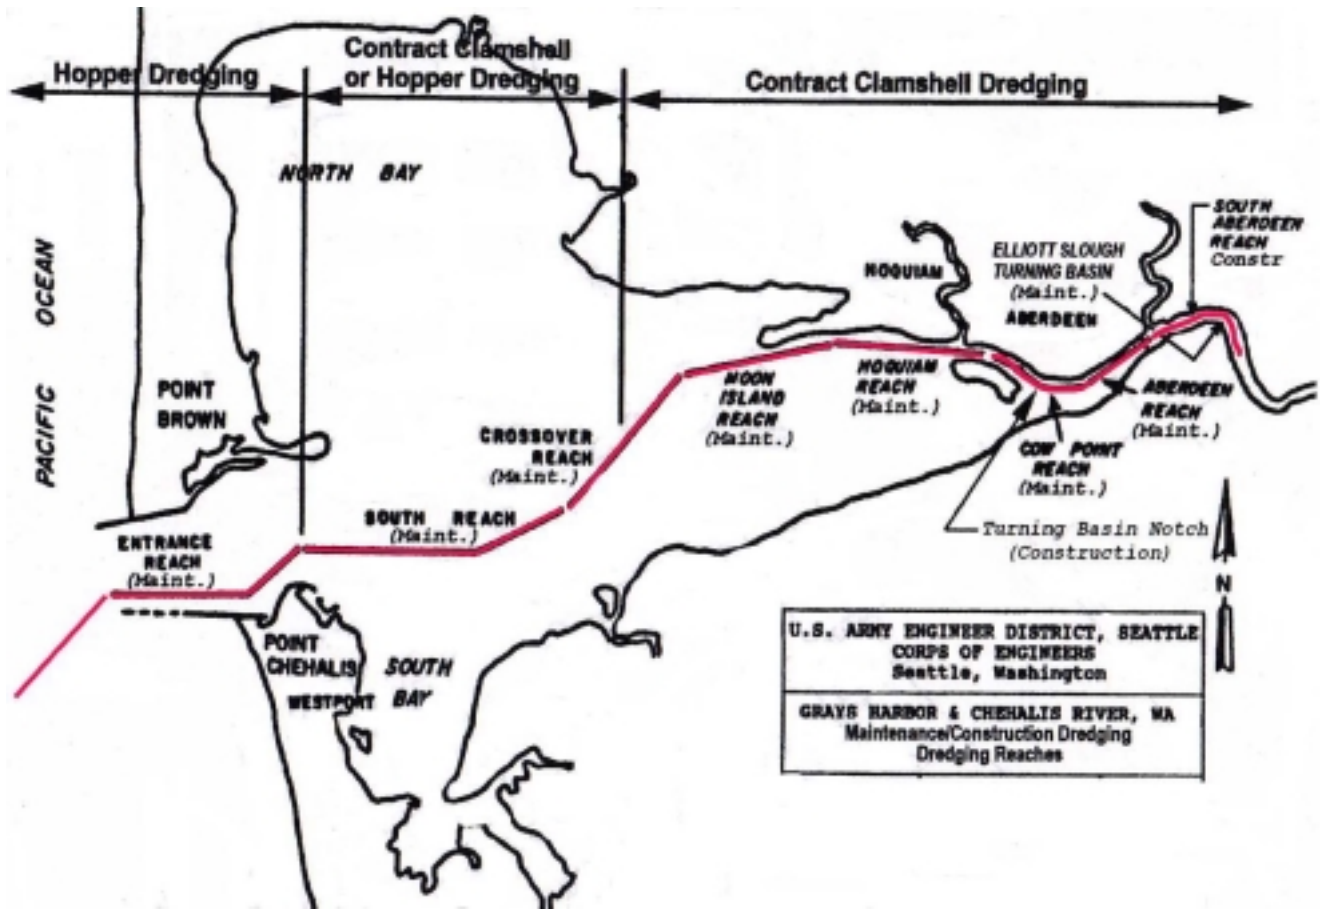 Hopper Dredging
Contract Clamshell
or Hopper Dredging
Contract Clamshell Dredging
NORTH BAY
PACIFIC OCEAN
POINT
BROWN
HOQUIAM
ELLIOTT SLOUGH
TURNING BASIN
(Maint.)
ABERDEEN
SOUTH
ABERDEEN
REACH
Constr
MOON
ISLAND
REACH
(Maint.)
HOQUIAM
REACH
(Maint.)
ABERDEEN
REACH
(Maint.)
CROSSOVER
REACH
(Maint.)
COW POINT
REACH
(Maint.)
SOUTH REACH
(Maint.)
ENTRANCE
REACH
(Maint.)
Turning Basin Notch
(Construction)
N
POINT
CHEHALIS
WESTPORT
SOUTH
BAY
U.S. ARMY ENGINEER DISTRICT, SEATTLE
CORPS OF ENGINEERS
Seattle, Washington
GRAYS HARBOR & CHEHALIS RIVER, WA
Maintenance/Construction Dredging
Dredging Reaches